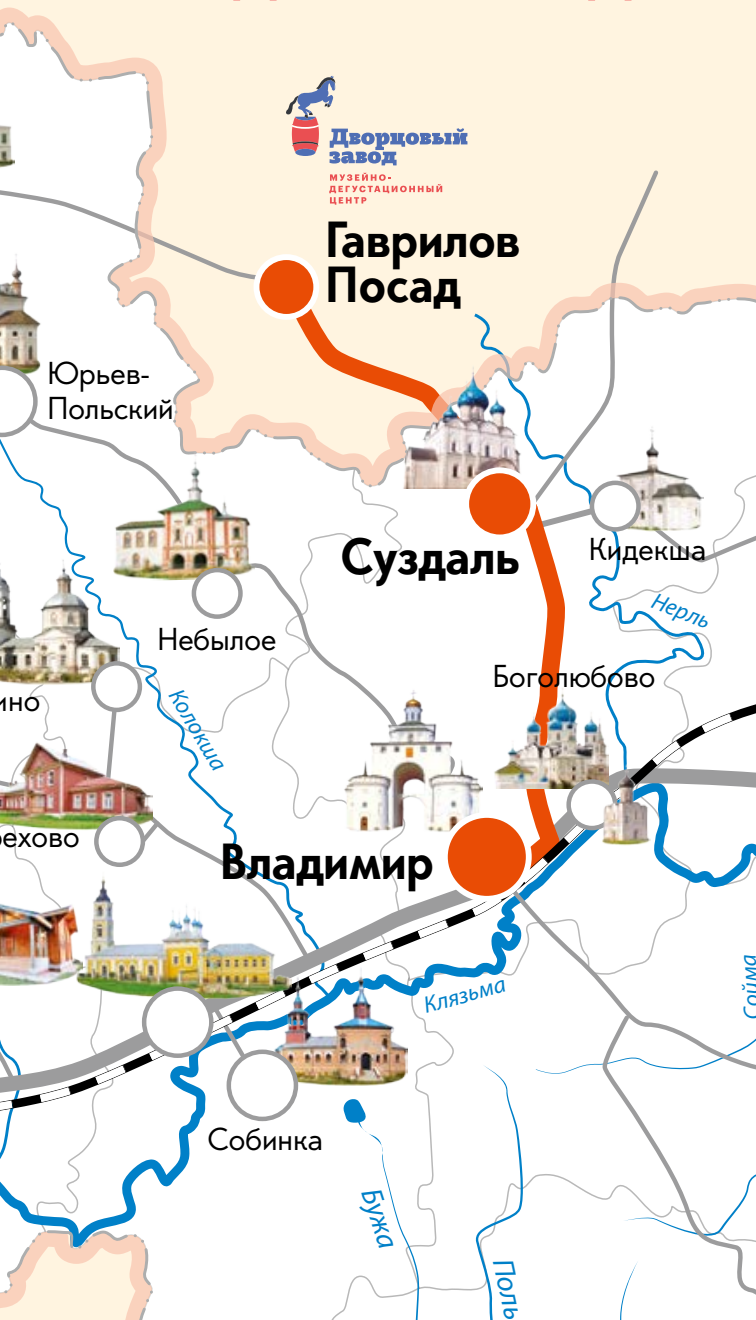 Дворцовый
завод
МУЗЕЙНО-
ДЕГУСТАЦИОННЫЙ
ЦЕНТР
Гаврилов
Посад
Юрьев-
Польский
Суздаль
Кидекша
Небылое
Нерль
Боголюбово
Колокша
Владимир
Клязьма
Сойма
Собинка
Бужа